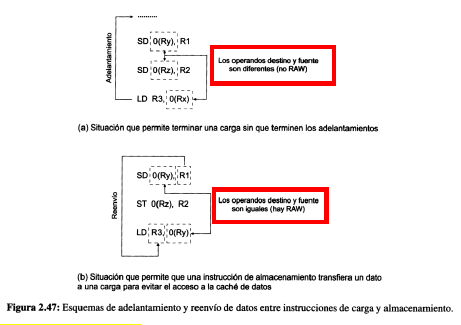 ..........
SD 0(Ry), R1
Los operandos destino y fuente
son diferentes (no RAW)
Adelantamiento
SD 0(Rz), R2
LD R3, 0(Rx)
(a) Situación que permite terminar una carga sin que terminen los adelantamientos
SD 0(Ry), R1
Reenvío
ST 0(Rz), R2
Los operandos destino y fuente
son iguales (hay RAW)
LD R3, 0(Ry)
(b) Situación que permite que una instrucción de almacenamiento transfiera un dato
a una carga para evitar el acceso a la caché de datos
Figura 2.47: Esquemas de adelantamiento y reenvío de datos entre instrucciones de carga y almacenamiento.